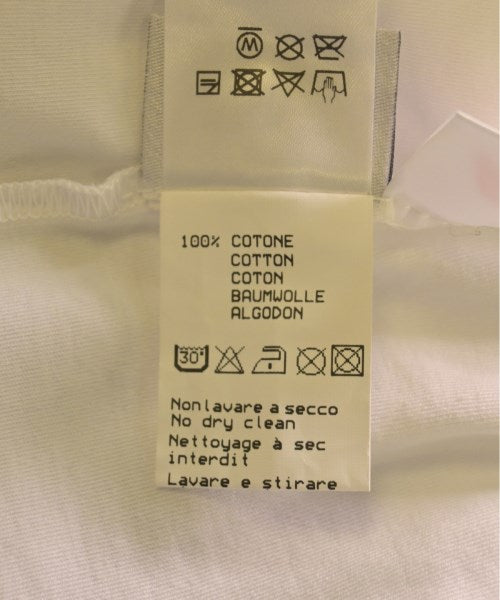 100% COTONE
COTTON
COTON
BAUMWOLLE
ALGODON
30°
Non lavare a secco
No dry clean
Nettoyage à sec
interdit
Lavare e stirare